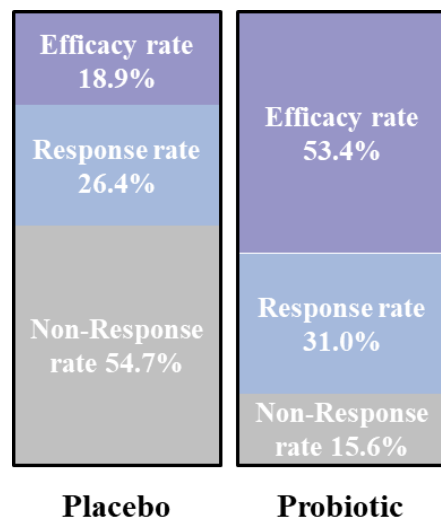 Efficacy rate
18.9%
Response rate
26.4%
Non-Response
rate 54.7%
Placebo
Efficacy rate
53.4%
Response rate
31.0%
Non-Response
rate 15.6%
Probiotic